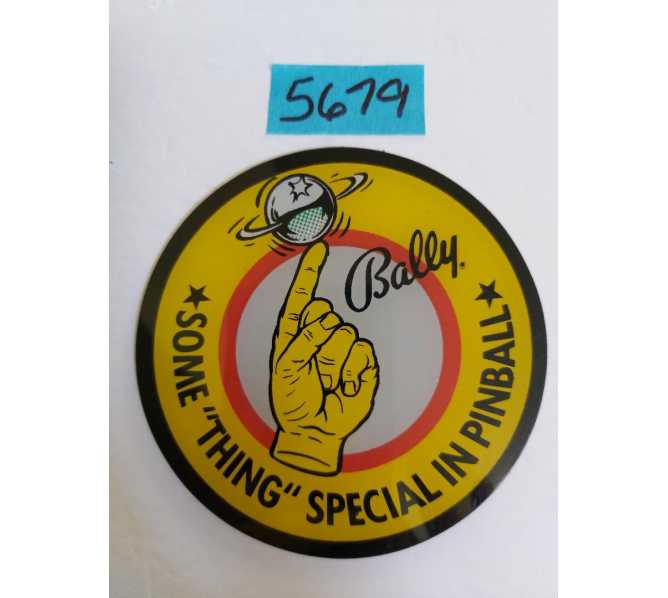 5679
Bally®
★SOME "THING" SPECIAL IN PINBALL★